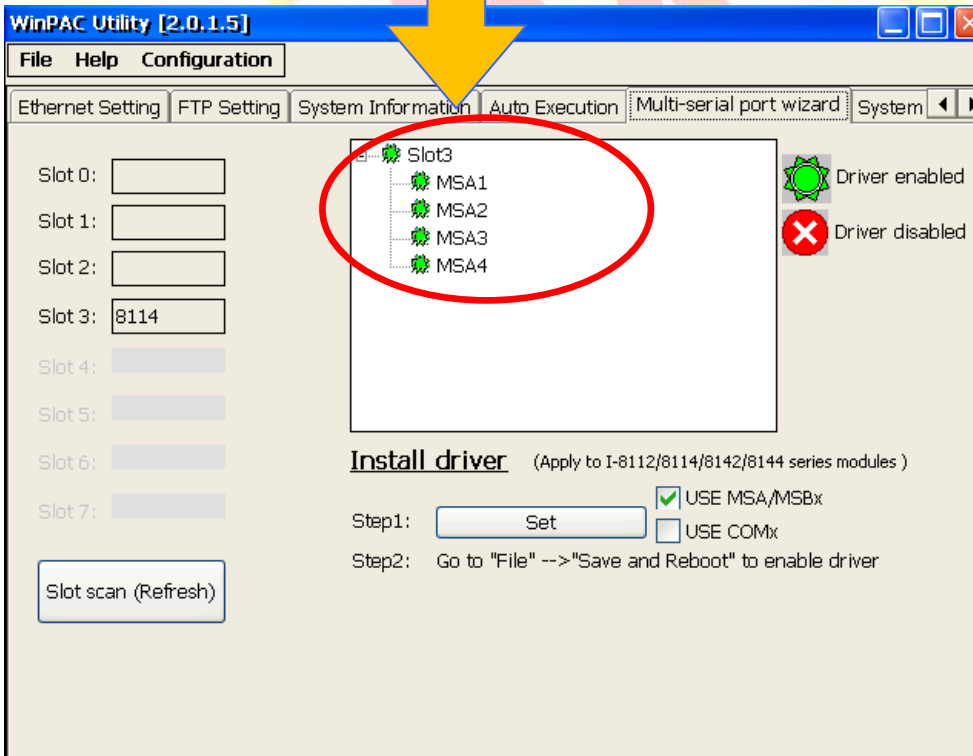 WinPAC Utility [2.0.1.5]
File Help Configuration
Ethernet Setting FTP Setting System Information Auto Execution Multi-serial port wizard System
Slot 0:
Slot 1:
Slot 2:
Slot 3: 8114
Slot 4:
Slot 5:
Slot 6:
Slot 7:
Slot scan (Refresh)
Slot3
MSA1
MSA2
MSA3
MSA4
Driver enabled
Driver disabled
Install driver (Apply to I-8112/8114/8142/8144 series modules )
USE MSA/MSBx
Step1: Set
USE COMx
Step2: Go to "File" -->"Save and Reboot" to enable driver